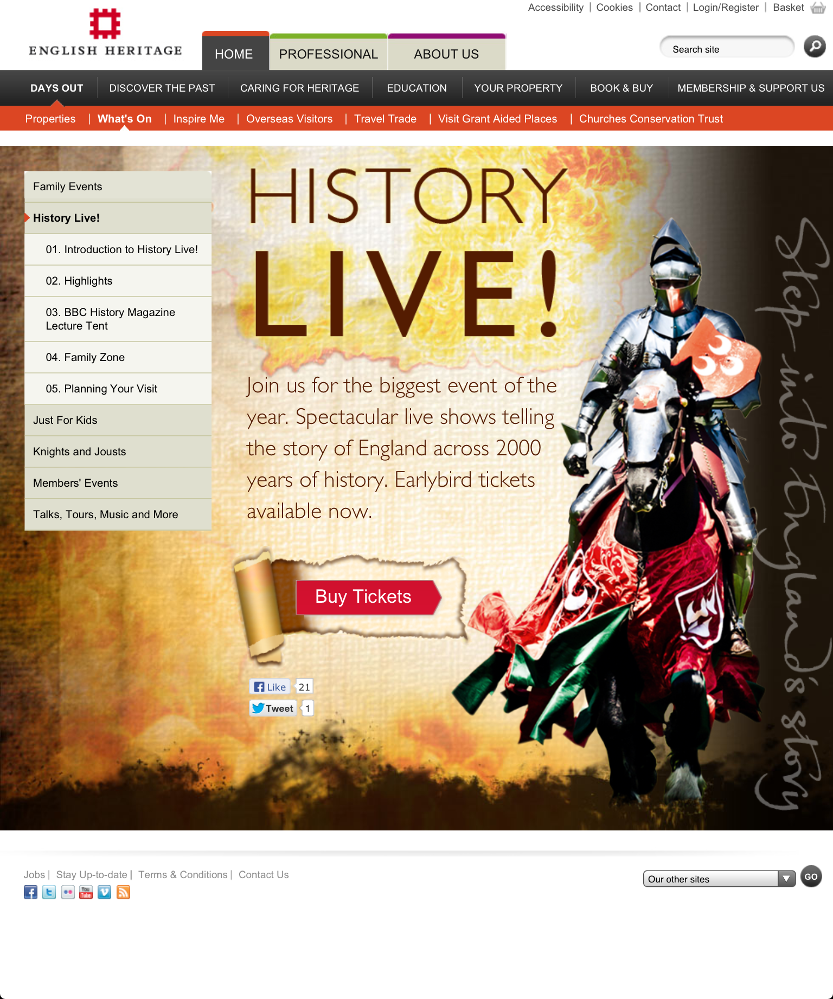 Accessibility | Cookies | Contact | Login/Register | Basket
ENGLISH HERITAGE
HOME PROFESSIONAL ABOUT US
Search site
DAYS OUT DISCOVER THE PAST CARING FOR HERITAGE EDUCATION YOUR PROPERTY BOOK & BUY MEMBERSHIP & SUPPORT US
Properties | What's On | Inspire Me | Overseas Visitors | Travel Trade | Visit Grant Aided Places | Churches Conservation Trust
Family Events
History Live!
01. Introduction to History Live!
02. Highlights
03. BBC History Magazine
Lecture Tent
04. Family Zone
05. Planning Your Visit
Just For Kids
Knights and Jousts
Members' Events
Talks, Tours, Music and More
HISTORY
LIVE!
Join us for the biggest event of the
year. Spectacular live shows telling
the story of England across 2000
years of history. Earlybird tickets
available now.
Buy Tickets
Like 21
Tweet 1
Step into England's story
Jobs | Stay Up-to-date | Terms & Conditions | Contact Us
You
Tube
Our other sites
GO